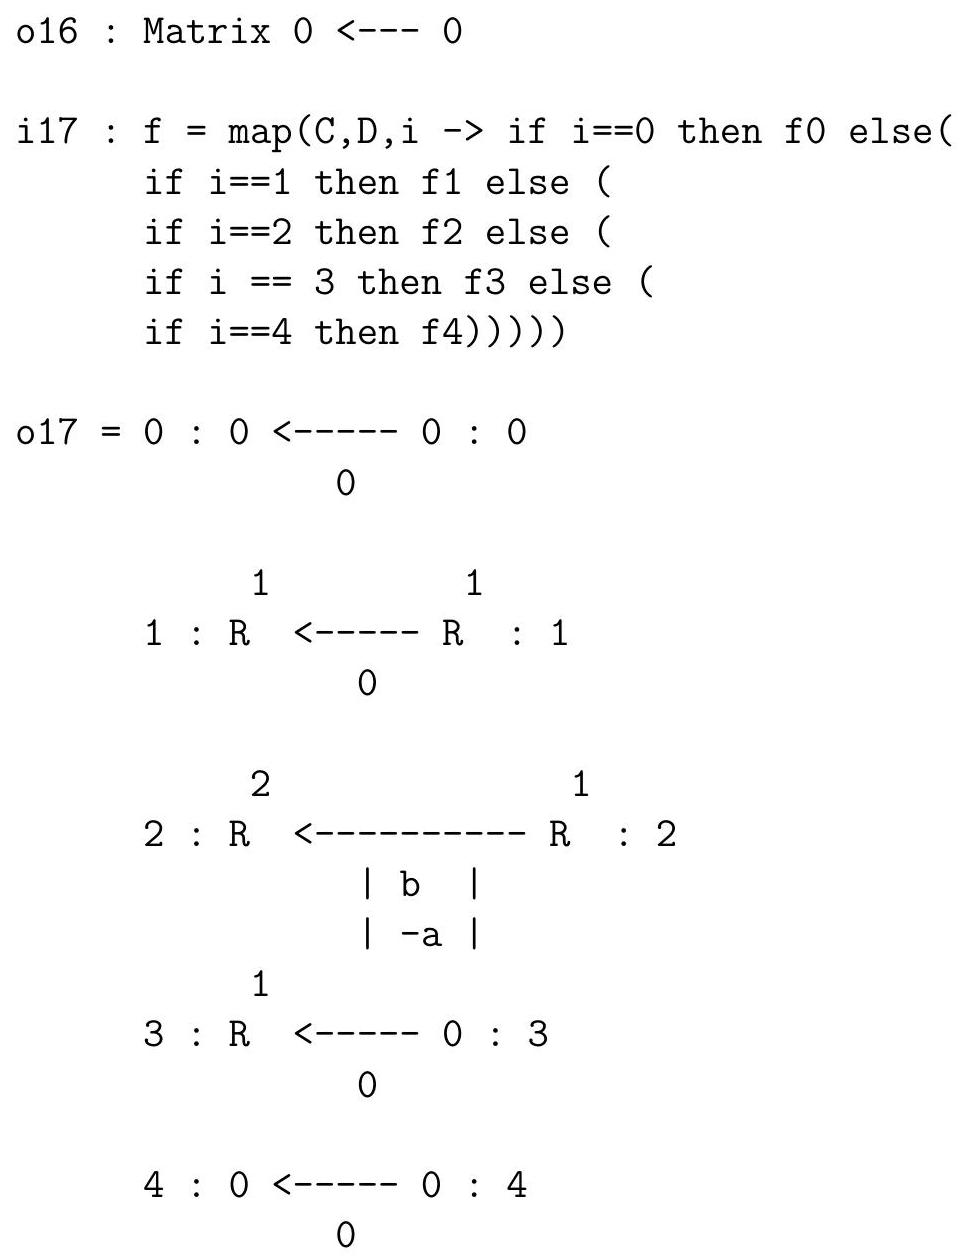 o16 : Matrix 0 <--- 0
i17 : f = map(C,D,i -> if i==0 then f0 else(
if i==1 then f1 else (
if i==2 then f2 else (
if i == 3 then f3 else (
if i==4 then f4)))))
o17 = 0 : 0 <----- 0 : 0
0
1 1
1 : R <----- R : 1
0
2 1
2 : R <---------- R : 2
| b |
| -a |
1
3 : R <----- 0 : 3
0
4 : 0 <----- 0 : 4
0